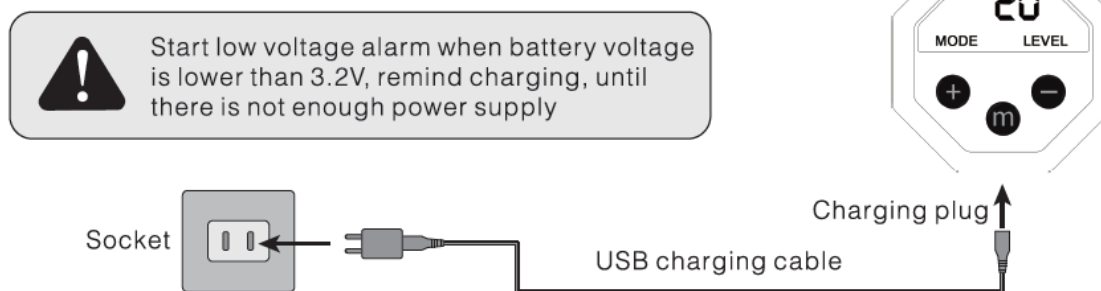 Start low voltage alarm when battery voltage
is lower than 3.2V, remind charging, until
there is not enough power supply
20
MODE LEVEL
+ −
m
Socket
Charging plug
USB charging cable